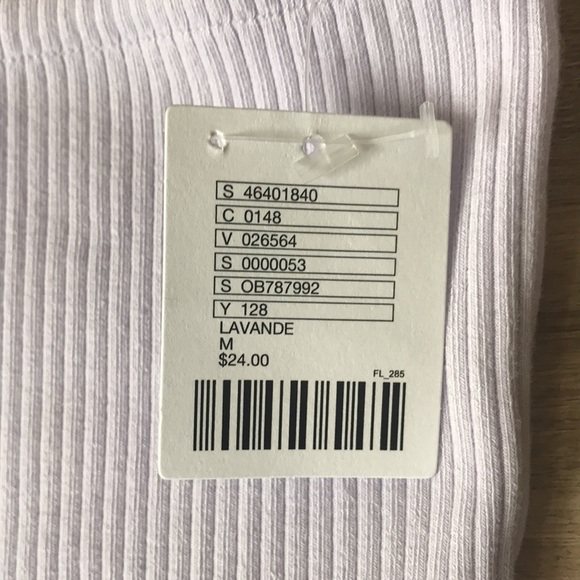 S 46401840
C 0148
V 026564
S 0000053
S OB787992
Y 128
LAVANDE
M
$24.00
FL_285